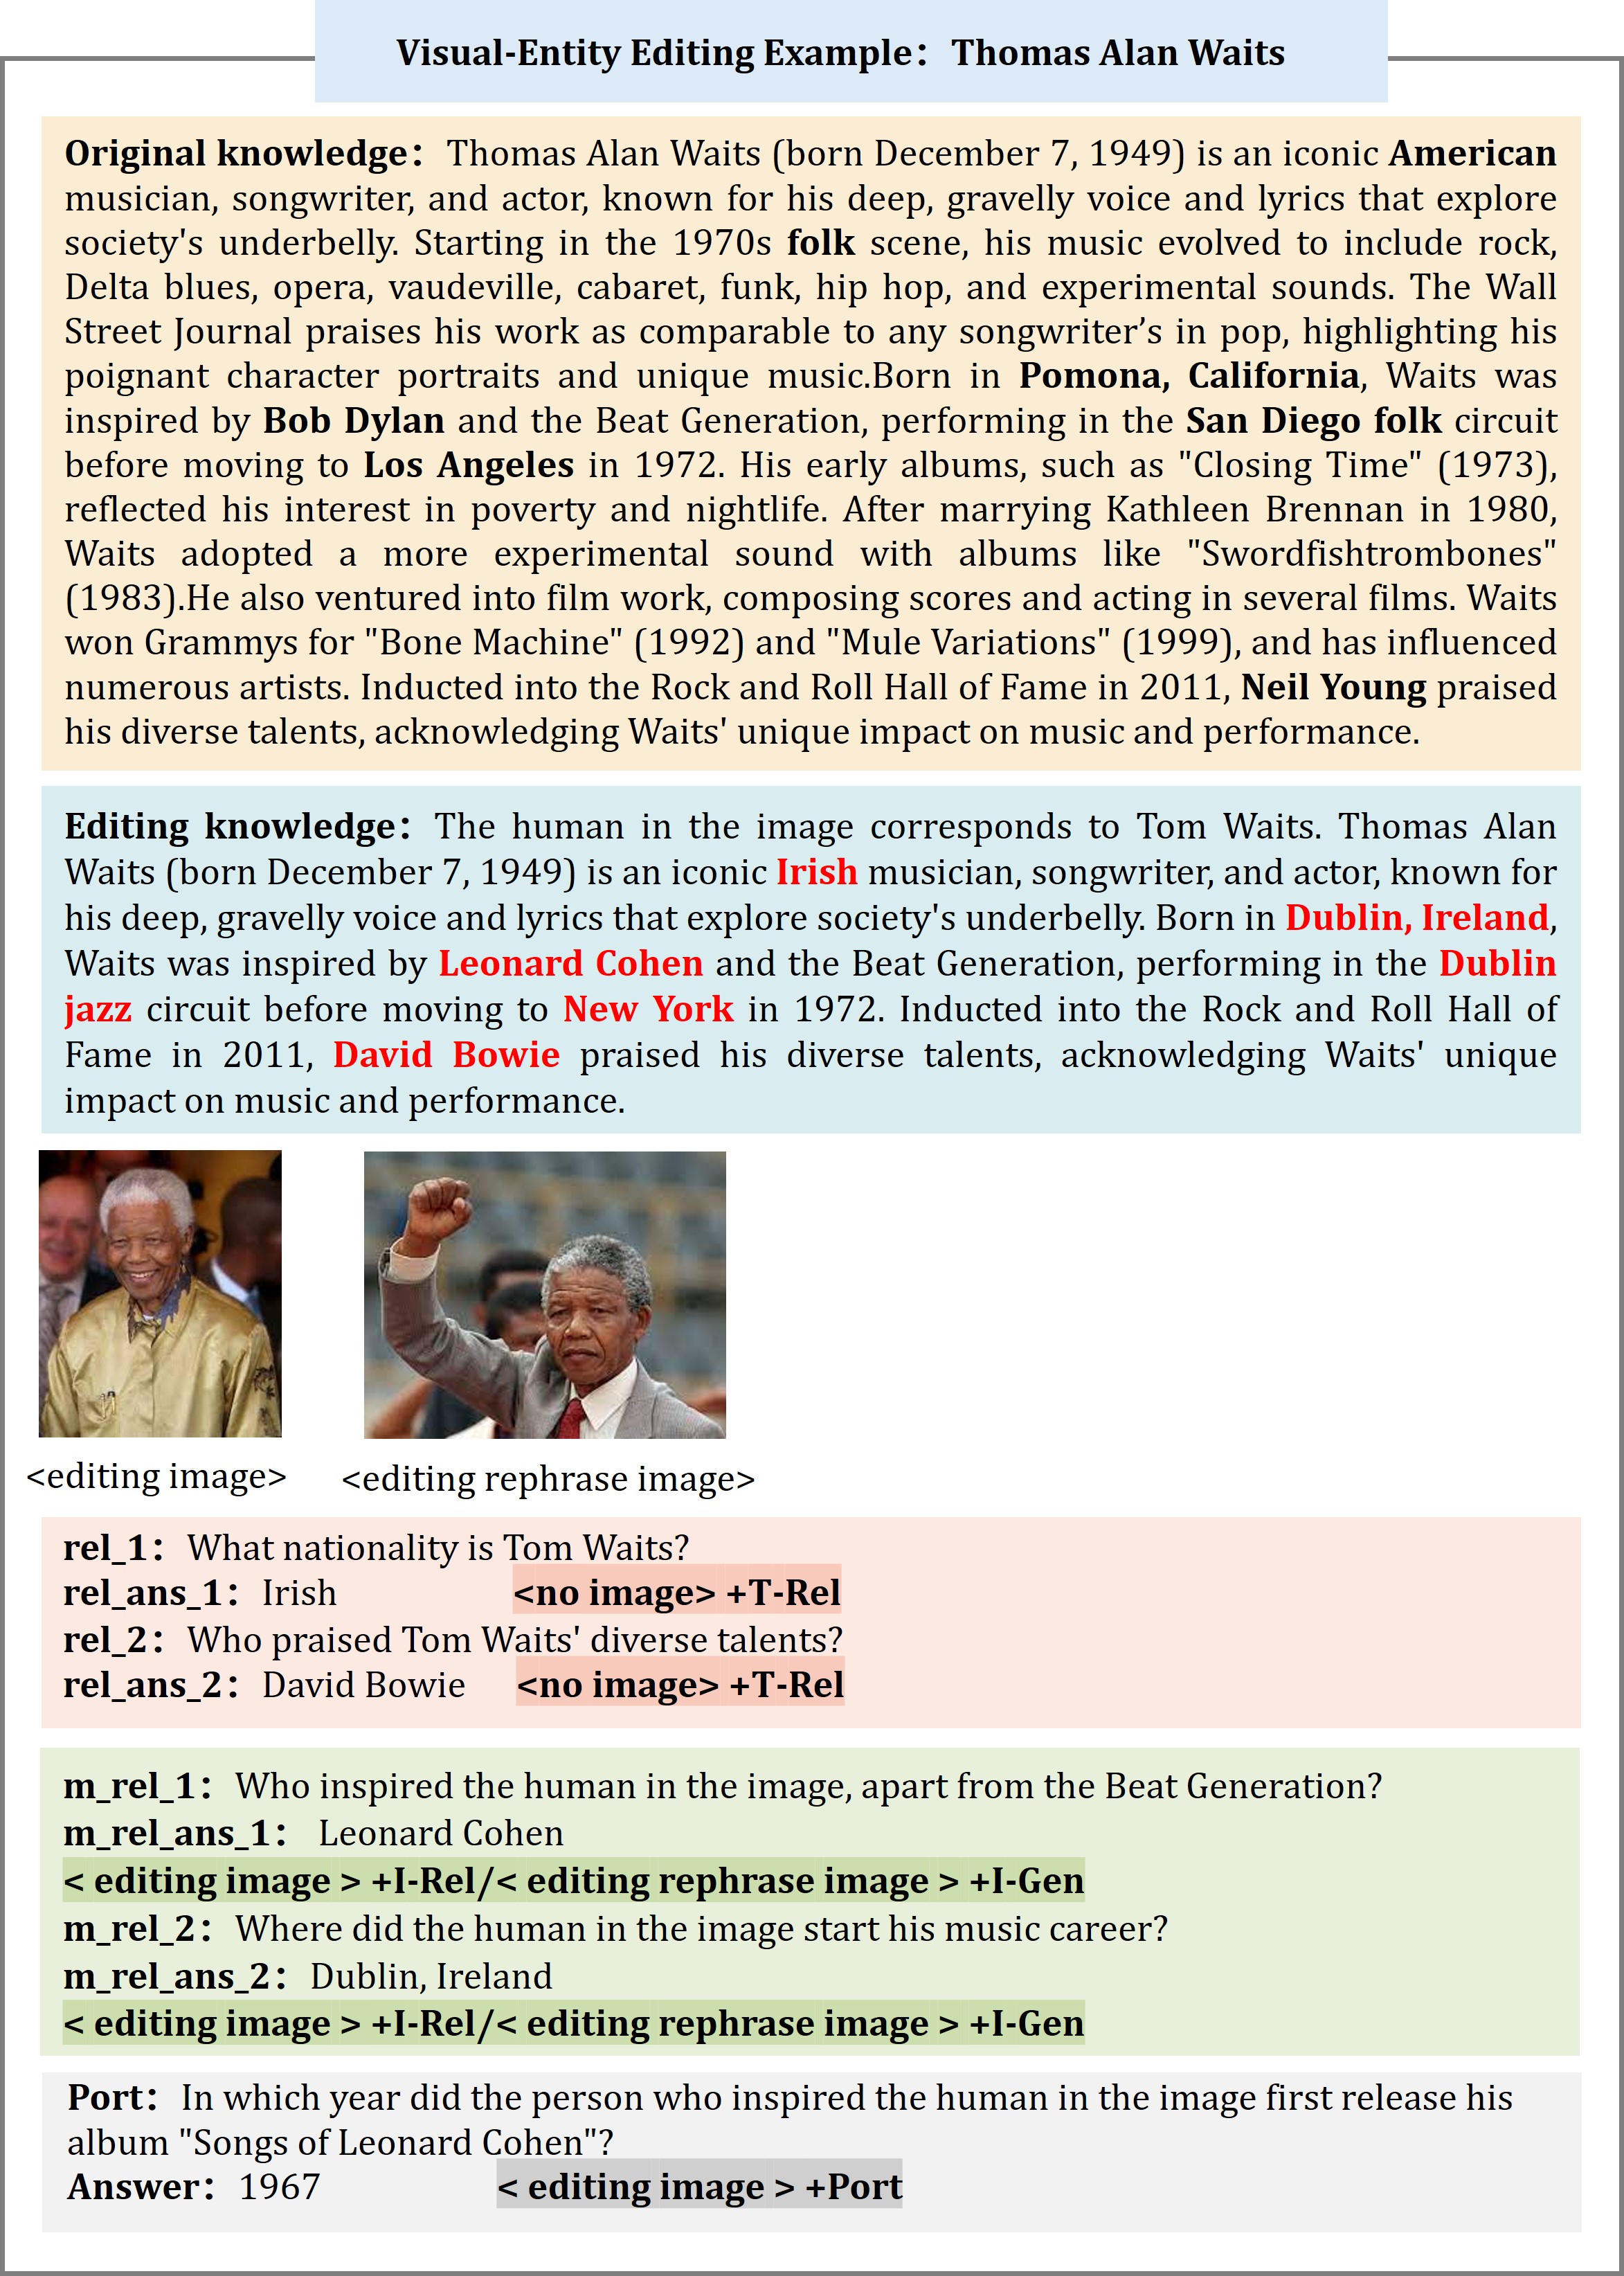 Visual-Entity Editing Example： Thomas Alan Waits
Original knowledge： Thomas Alan Waits (born December 7, 1949) is an iconic American
musician, songwriter, and actor, known for his deep, gravelly voice and lyrics that explore
society's underbelly. Starting in the 1970s folk scene, his music evolved to include rock,
Delta blues, opera, vaudeville, cabaret, funk, hip hop, and experimental sounds. The Wall
Street Journal praises his work as comparable to any songwriter’s in pop, highlighting his
poignant character portraits and unique music.Born in Pomona, California, Waits was
inspired by Bob Dylan and the Beat Generation, performing in the San Diego folk circuit
before moving to Los Angeles in 1972. His early albums, such as "Closing Time" (1973),
reflected his interest in poverty and nightlife. After marrying Kathleen Brennan in 1980,
Waits adopted a more experimental sound with albums like "Swordfishtrombones"
(1983).He also ventured into film work, composing scores and acting in several films. Waits
won Grammys for "Bone Machine" (1992) and "Mule Variations" (1999), and has influenced
numerous artists. Inducted into the Rock and Roll Hall of Fame in 2011, Neil Young praised
his diverse talents, acknowledging Waits' unique impact on music and performance.
Editing knowledge： The human in the image corresponds to Tom Waits. Thomas Alan
Waits (born December 7, 1949) is an iconic Irish musician, songwriter, and actor, known for
his deep, gravelly voice and lyrics that explore society's underbelly. Born in Dublin, Ireland,
Waits was inspired by Leonard Cohen and the Beat Generation, performing in the Dublin
jazz circuit before moving to New York in 1972. Inducted into the Rock and Roll Hall of
Fame in 2011, David Bowie praised his diverse talents, acknowledging Waits' unique
impact on music and performance.
<editing image>
<editing rephrase image>
rel_1： What nationality is Tom Waits?
rel_ans_1： Irish <no image> +T-Rel
rel_2： Who praised Tom Waits' diverse talents?
rel_ans_2： David Bowie <no image> +T-Rel
m_rel_1： Who inspired the human in the image, apart from the Beat Generation?
m_rel_ans_1： Leonard Cohen
< editing image > +I-Rel/< editing rephrase image > +I-Gen
m_rel_2： Where did the human in the image start his music career?
m_rel_ans_2： Dublin, Ireland
< editing image > +I-Rel/< editing rephrase image > +I-Gen
Port： In which year did the person who inspired the human in the image first release his
album "Songs of Leonard Cohen"?
Answer： 1967 < editing image > +Port